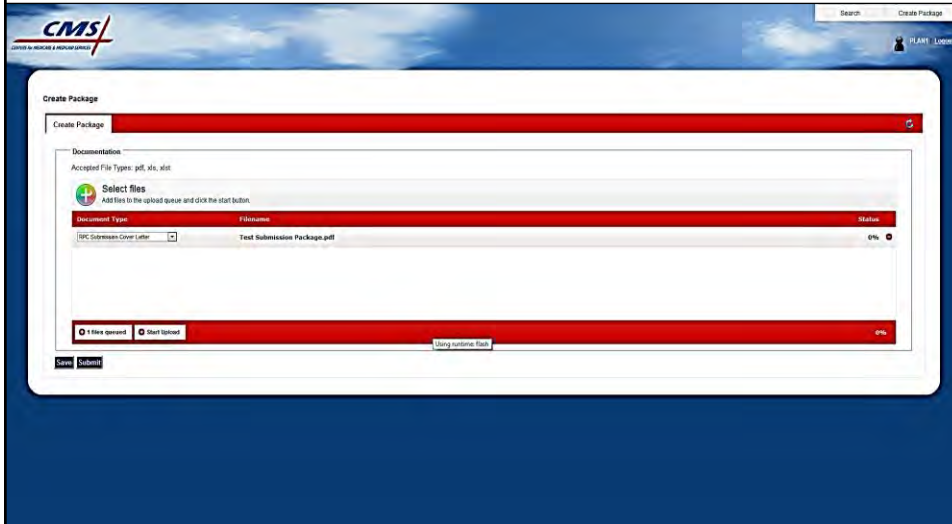 Search Create Package
CMS
CENTERS for MEDICARE & MEDICAID SERVICES
PLAN1 Logout
Create Package
Create Package
Documentation
Accepted File Types: pdf, xls, xlst
Select files
Add files to the upload queue and click the start button.
Document Type Filename Status
RPC Submission Cover Letter Test Submission Package.pdf 0%
1 files queued Start Upload 0%
Using runtime: flash
Save Submit